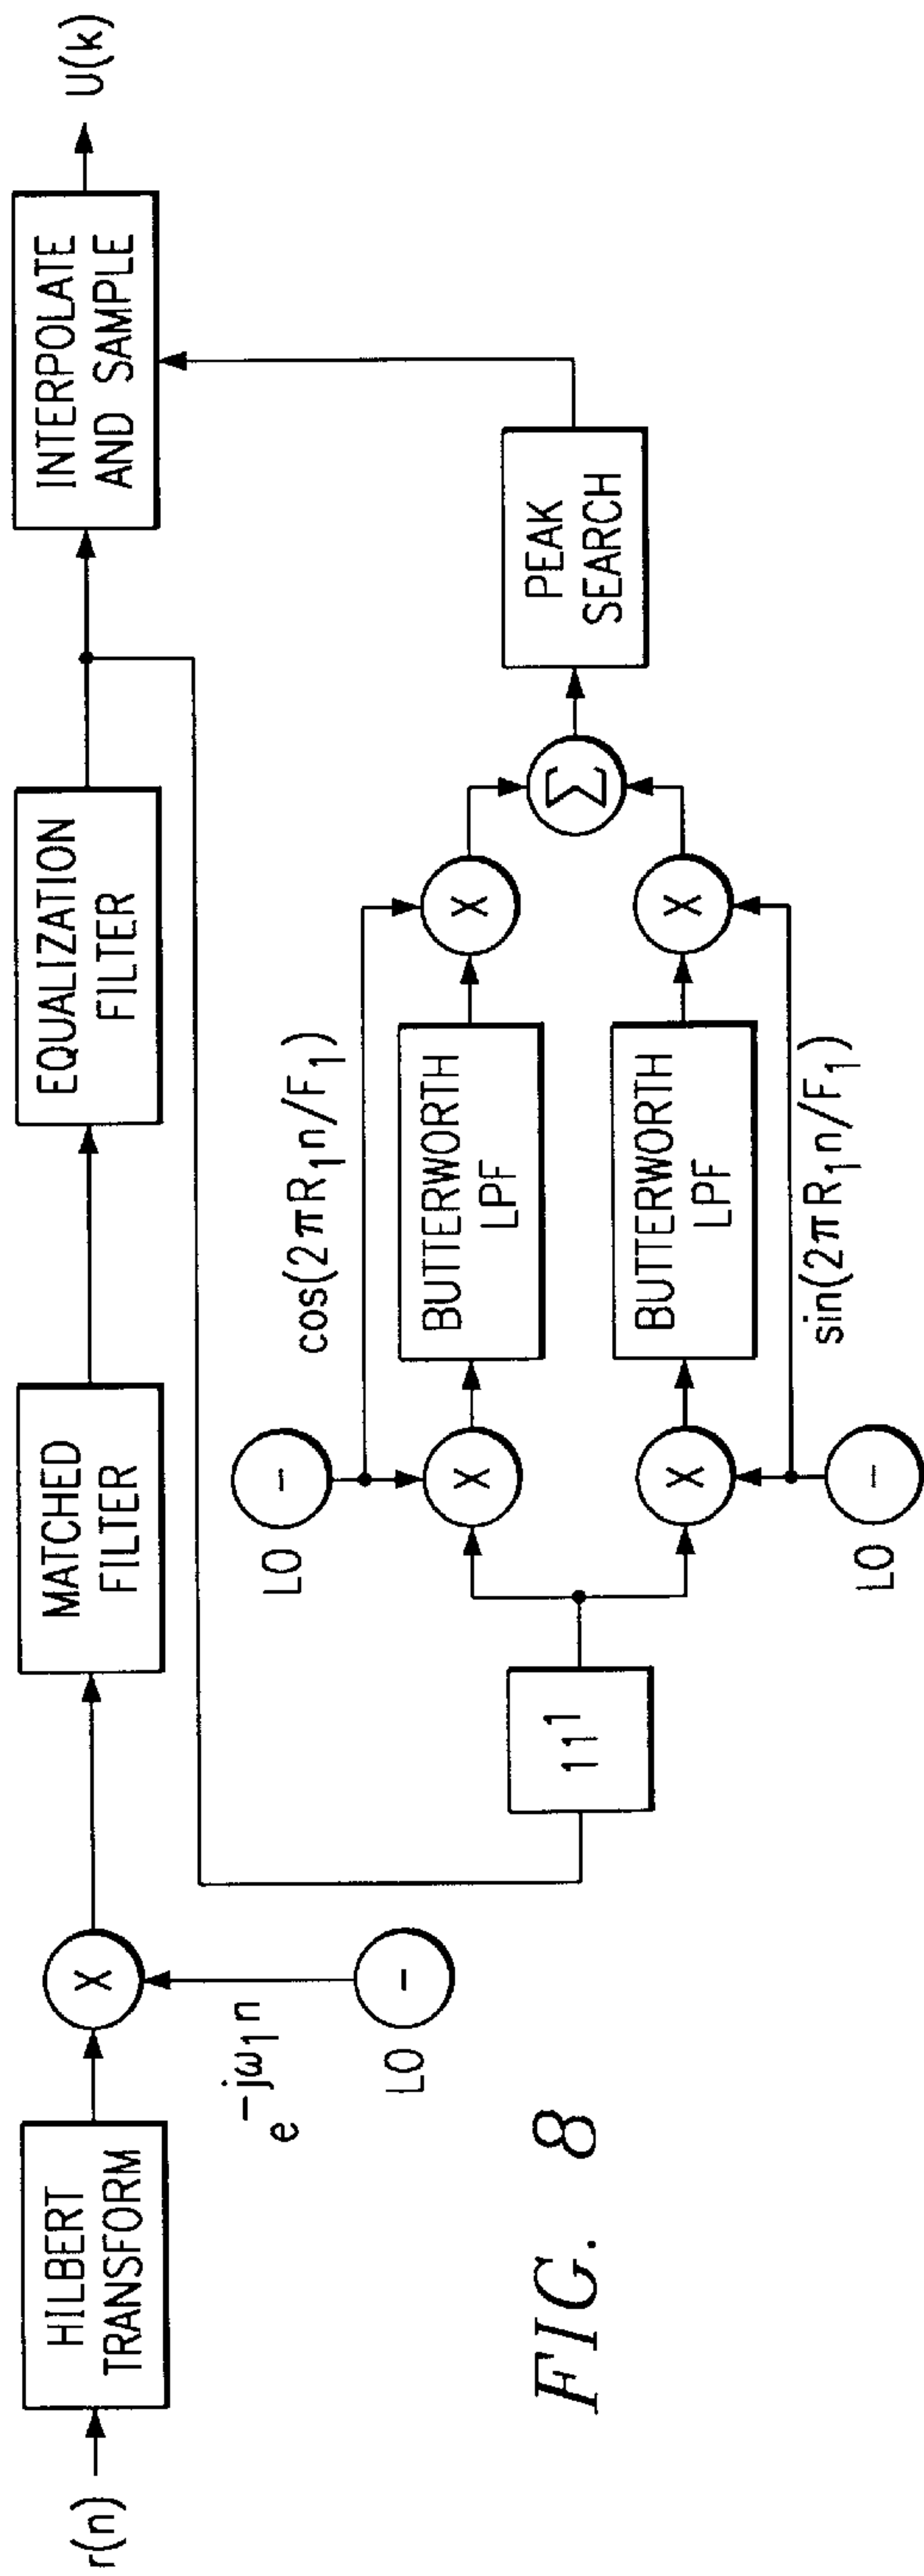 r(n)
HILBERT
TRANSFORM
X
e^{-jω₁n}
LO
-
MATCHED
FILTER
EQUALIZATION
FILTER
INTERPOLATE
AND SAMPLE
U(k)
11¹
LO
-
cos(2πR₁n/F₁)
X
BUTTERWORTH
LPF
X
X
BUTTERWORTH
LPF
X
LO
-
sin(2πR₁n/F₁)
Σ
PEAK
SEARCH
FIG. 8